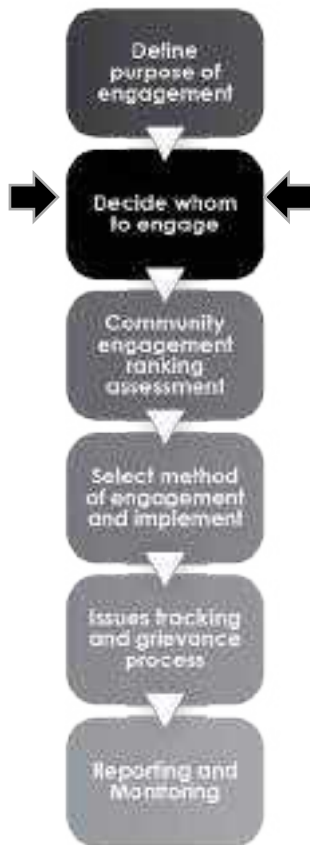 Define
purpose of
engagement
Decide whom
to engage
Community
engagement
ranking
assessment
Select method
of engagement
and implement
Issues tracking
and grievance
process
Reporting and
Monitoring